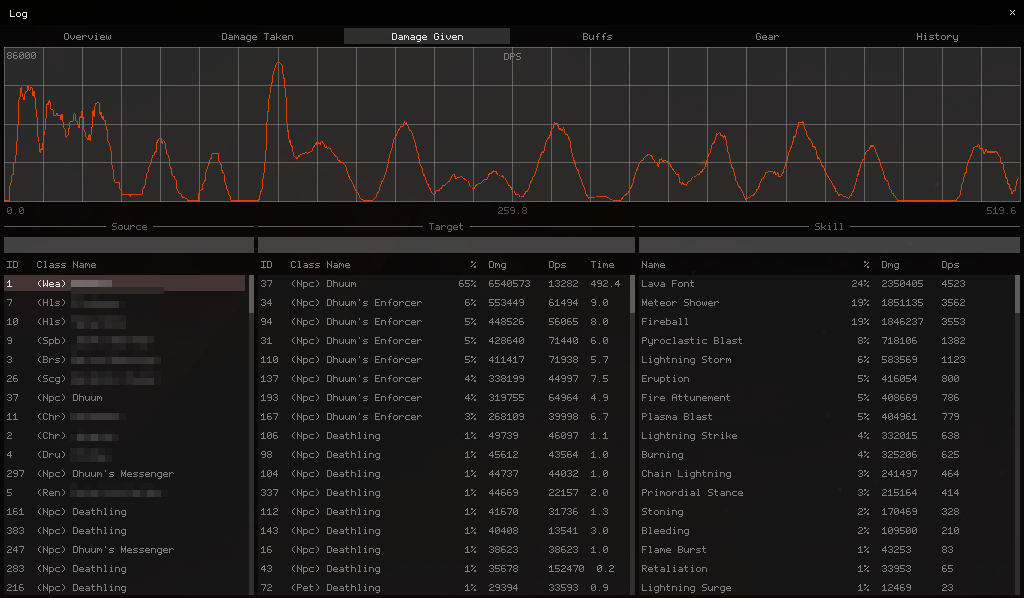 Log ×
Overview Damage Taken Damage Given Buffs Gear History
86000 DPS
0.0 259.8 519.6
Source Target Skill
ID Class Name ID Class Name % Dmg Dps Time Name % Dmg Dps
1 (Wea) 37 (Npc) Dhuum 65% 6540573 13282 492.4 Lava Font 24% 2350405 4523
7 (Hls) 34 (Npc) Dhuum's Enforcer 6% 553449 61494 9.0 Meteor Shower 19% 1851135 3562
10 (Hls) 94 (Npc) Dhuum's Enforcer 5% 448526 56065 8.0 Fireball 19% 1846237 3553
9 (Spb) 31 (Npc) Dhuum's Enforcer 5% 428640 71440 6.0 Pyroclastic Blast 8% 718106 1382
3 (Brs) 110 (Npc) Dhuum's Enforcer 5% 411417 71938 5.7 Lightning Storm 6% 583569 1123
26 (Scg) 137 (Npc) Dhuum's Enforcer 4% 338199 44997 7.5 Eruption 5% 416054 800
37 (Npc) Dhuum 193 (Npc) Dhuum's Enforcer 4% 319755 64964 4.9 Fire Attunement 5% 408669 786
11 (Chr) 167 (Npc) Dhuum's Enforcer 3% 268109 39998 6.7 Plasma Blast 5% 404961 779
2 (Chr) 106 (Npc) Deathling 1% 49739 46097 1.1 Lightning Strike 4% 332015 638
4 (Dru) 98 (Npc) Deathling 1% 45612 43564 1.0 Burning 4% 325206 625
297 (Npc) Dhuum's Messenger 104 (Npc) Deathling 1% 44737 44032 1.0 Chain Lightning 3% 241497 464
5 (Ren) 337 (Npc) Deathling 1% 44669 22157 2.0 Primordial Stance 3% 215164 414
161 (Npc) Deathling 112 (Npc) Deathling 1% 41670 31736 1.3 Stoning 2% 170469 328
383 (Npc) Deathling 143 (Npc) Deathling 1% 40408 13541 3.0 Bleeding 2% 109500 210
247 (Npc) Dhuum's Messenger 16 (Npc) Deathling 1% 38623 38623 1.0 Flame Burst 1% 43253 83
283 (Npc) Deathling 43 (Npc) Deathling 1% 35678 152470 0.2 Retaliation 1% 33953 65
216 (Npc) Deathling 72 (Pet) Deathling 1% 29394 33593 0.9 Lightning Surge 1% 12469 23